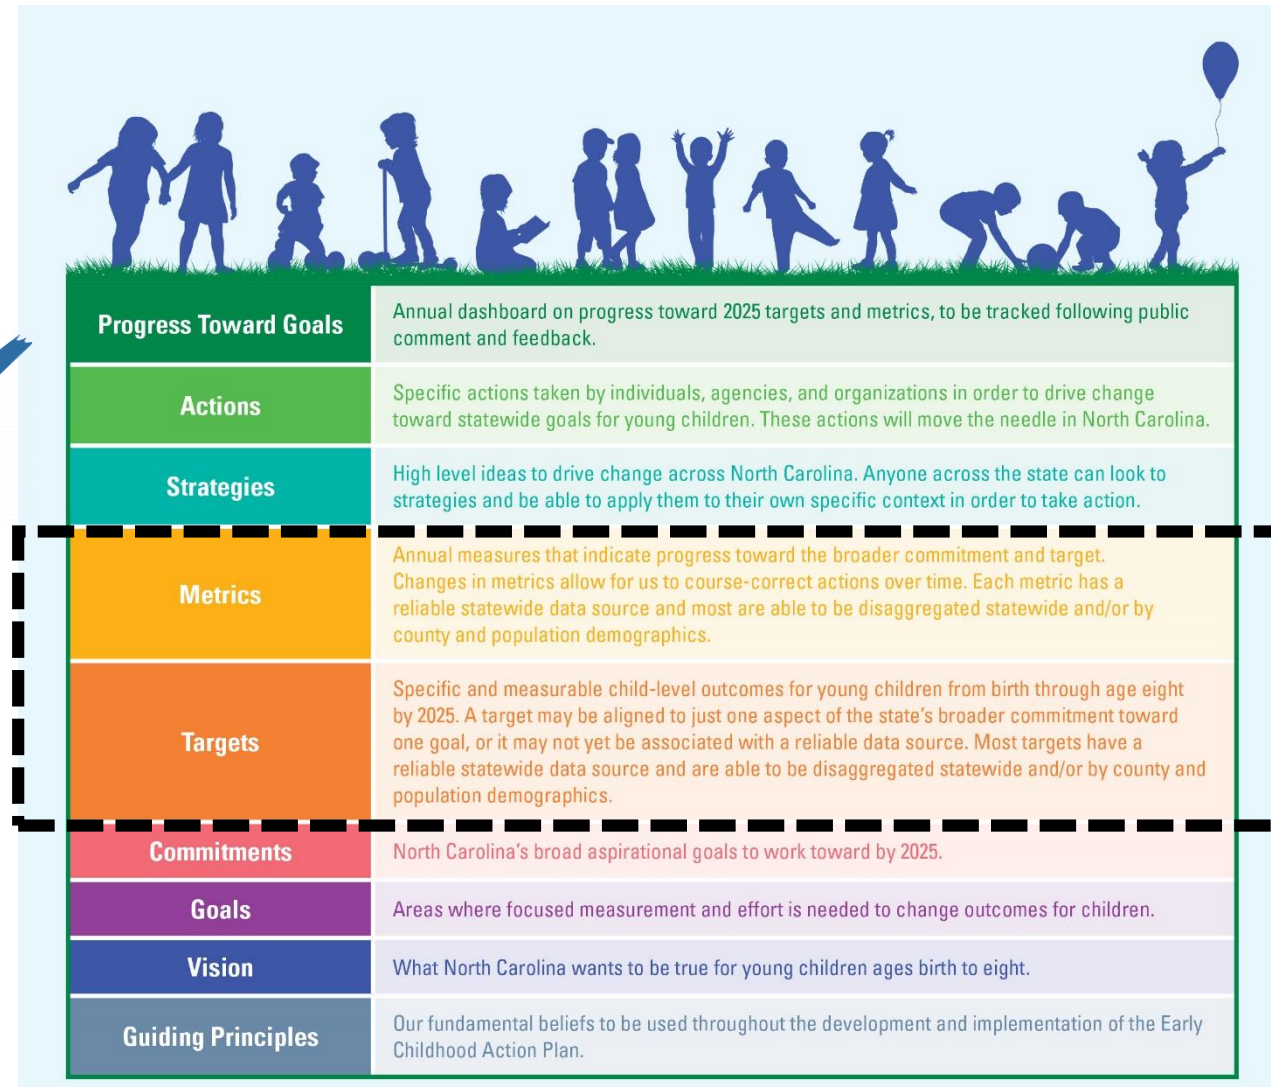 Progress Toward Goals
Annual dashboard on progress toward 2025 targets and metrics, to be tracked following public
comment and feedback.
Actions
Specific actions taken by individuals, agencies, and organizations in order to drive change
toward statewide goals for young children. These actions will move the needle in North Carolina.
Strategies
High level ideas to drive change across North Carolina. Anyone across the state can look to
strategies and be able to apply them to their own specific context in order to take action.
Metrics
Annual measures that indicate progress toward the broader commitment and target.
Changes in metrics allow for us to course-correct actions over time. Each metric has a
reliable statewide data source and most are able to be disaggregated statewide and/or by
county and population demographics.
Targets
Specific and measurable child-level outcomes for young children from birth through age eight
by 2025. A target may be aligned to just one aspect of the state's broader commitment toward
one goal, or it may not yet be associated with a reliable data source. Most targets have a
reliable statewide data source and are able to be disaggregated statewide and/or by county and
population demographics.
Commitments
North Carolina's broad aspirational goals to work toward by 2025.
Goals
Areas where focused measurement and effort is needed to change outcomes for children.
Vision
What North Carolina wants to be true for young children ages birth to eight.
Guiding Principles
Our fundamental beliefs to be used throughout the development and implementation of the Early
Childhood Action Plan.